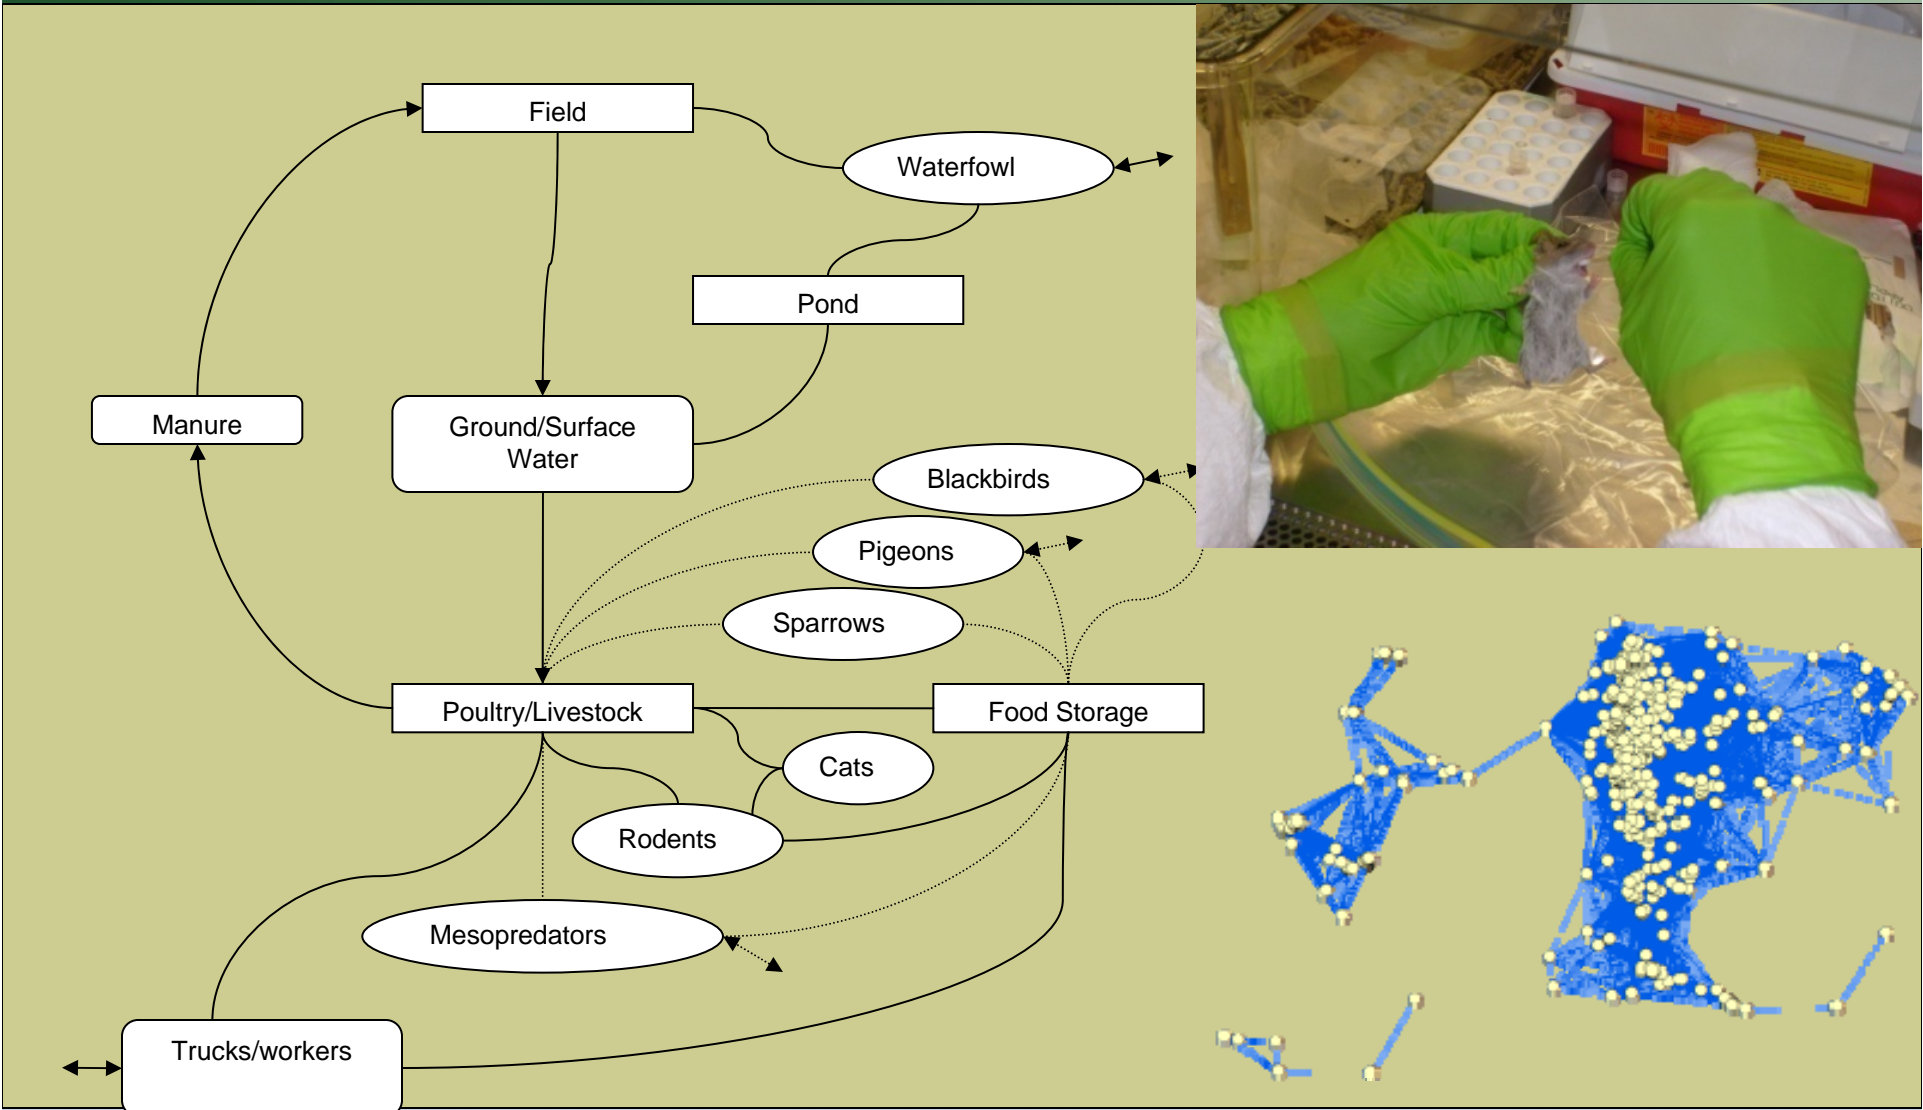 Field
Waterfowl
Pond
Manure
Ground/Surface
Water
Blackbirds
Pigeons
Sparrows
Poultry/Livestock
Food Storage
Cats
Rodents
Mesopredators
Trucks/workers